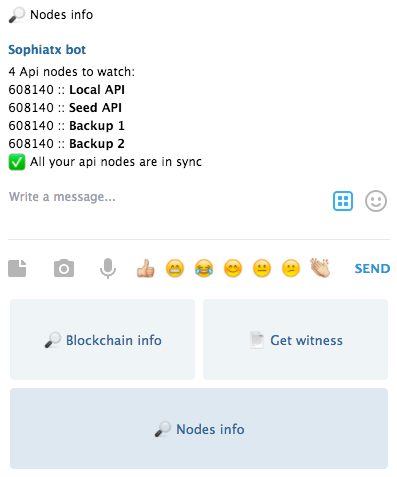 🔎 Nodes info
Sophiatx bot
4 Api nodes to watch:
608140 :: Local API
608140 :: Seed API
608140 :: Backup 1
608140 :: Backup 2
✅ All your api nodes are in sync
Write a message...
SEND
🔎 Blockchain info
📄 Get witness
🔎 Nodes info